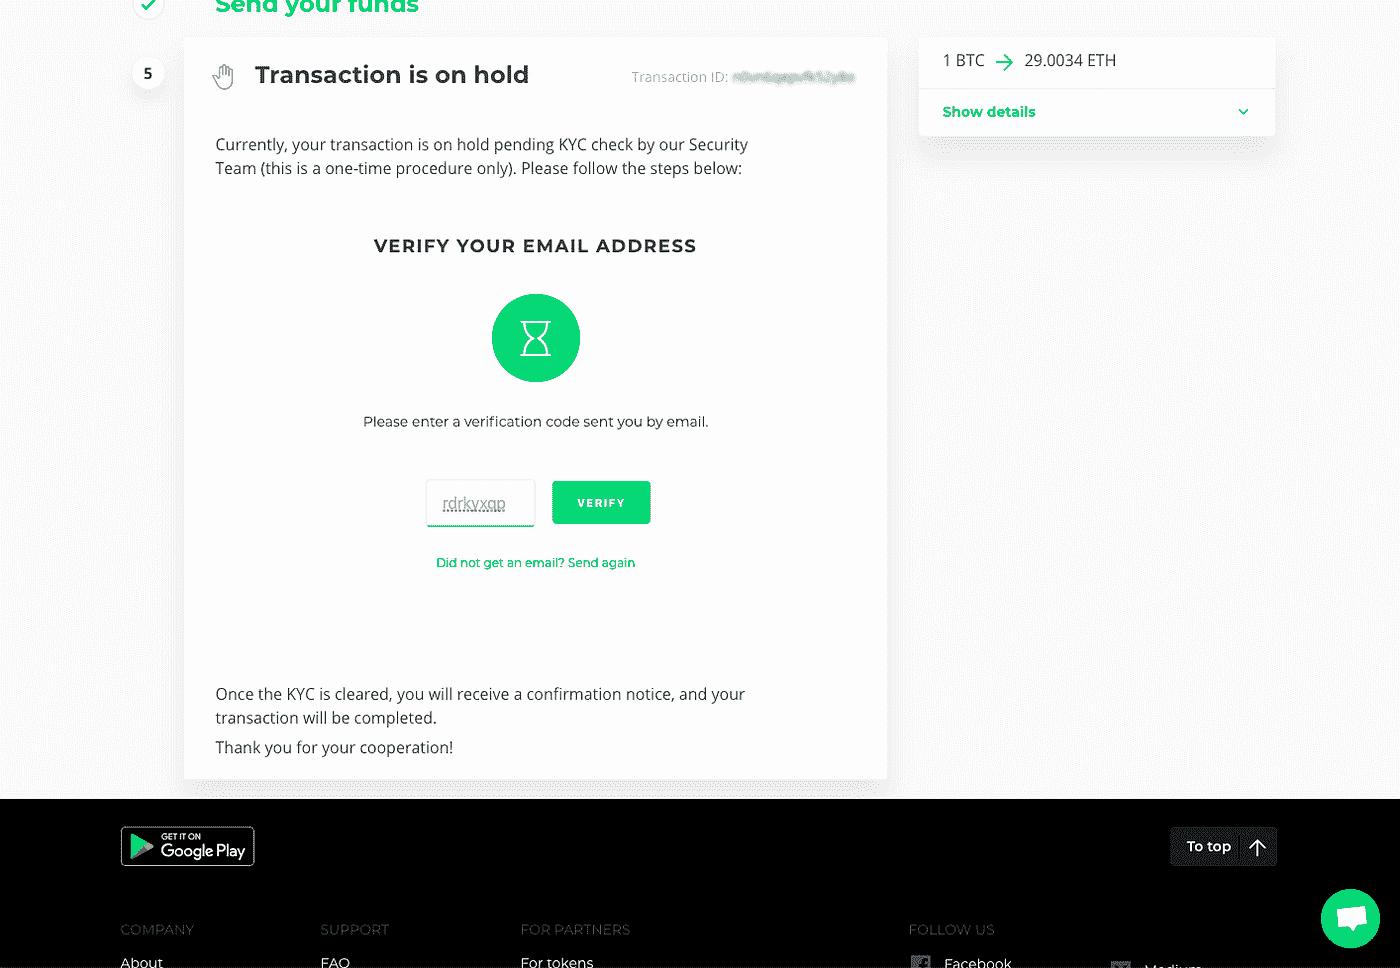 Send your funds
5
Transaction is on hold
Transaction ID:
1 BTC → 29.0034 ETH
Show details
Currently, your transaction is on hold pending KYC check by our Security
Team (this is a one-time procedure only). Please follow the steps below:
VERIFY YOUR EMAIL ADDRESS
Please enter a verification code sent you by email.
rdrkyxqp
VERIFY
Did not get an email? Send again
Once the KYC is cleared, you will receive a confirmation notice, and your
transaction will be completed.
Thank you for your cooperation!
GET IT ON
Google Play
To top
COMPANY
SUPPORT
FOR PARTNERS
FOLLOW US
About
FAQ
For tokens
Facebook
Medium